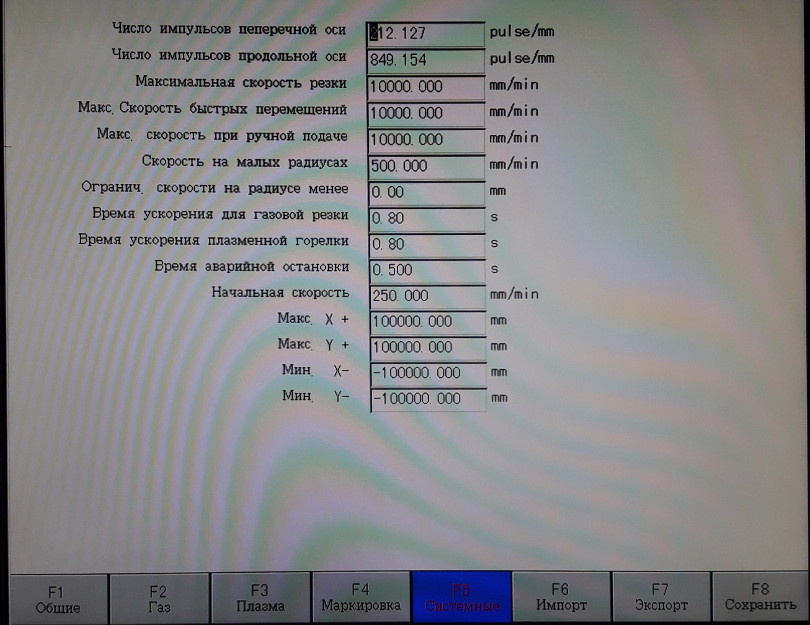 Число импульсов пеперечной оси 212.127 pulse/mm
Число импульсов продольной оси 849.154 pulse/mm
Максимальная скорость резки 10000.000 mm/min
Макс. Скорость быстрых перемещений 10000.000 mm/min
Макс. скорость при ручной подаче 10000.000 mm/min
Скорость на малых радиусах 500.000 mm/min
Огранич. скорости на радиусе менее 0.00 mm
Время ускорения для газовой резки 0.80 s
Время ускорения плазменной горелки 0.80 s
Время аварийной остановки 0.500 s
Начальная скорость 250.000 mm/min
Макс. X + 100000.000 mm
Макс. Y + 100000.000 mm
Мин. X- -100000.000 mm
Мин. Y- -100000.000 mm
F1 F2 F3 F4 F5 F6 F7 F8
Общие Газ Плазма Маркировка Системные Импорт Экспорт Сохранить